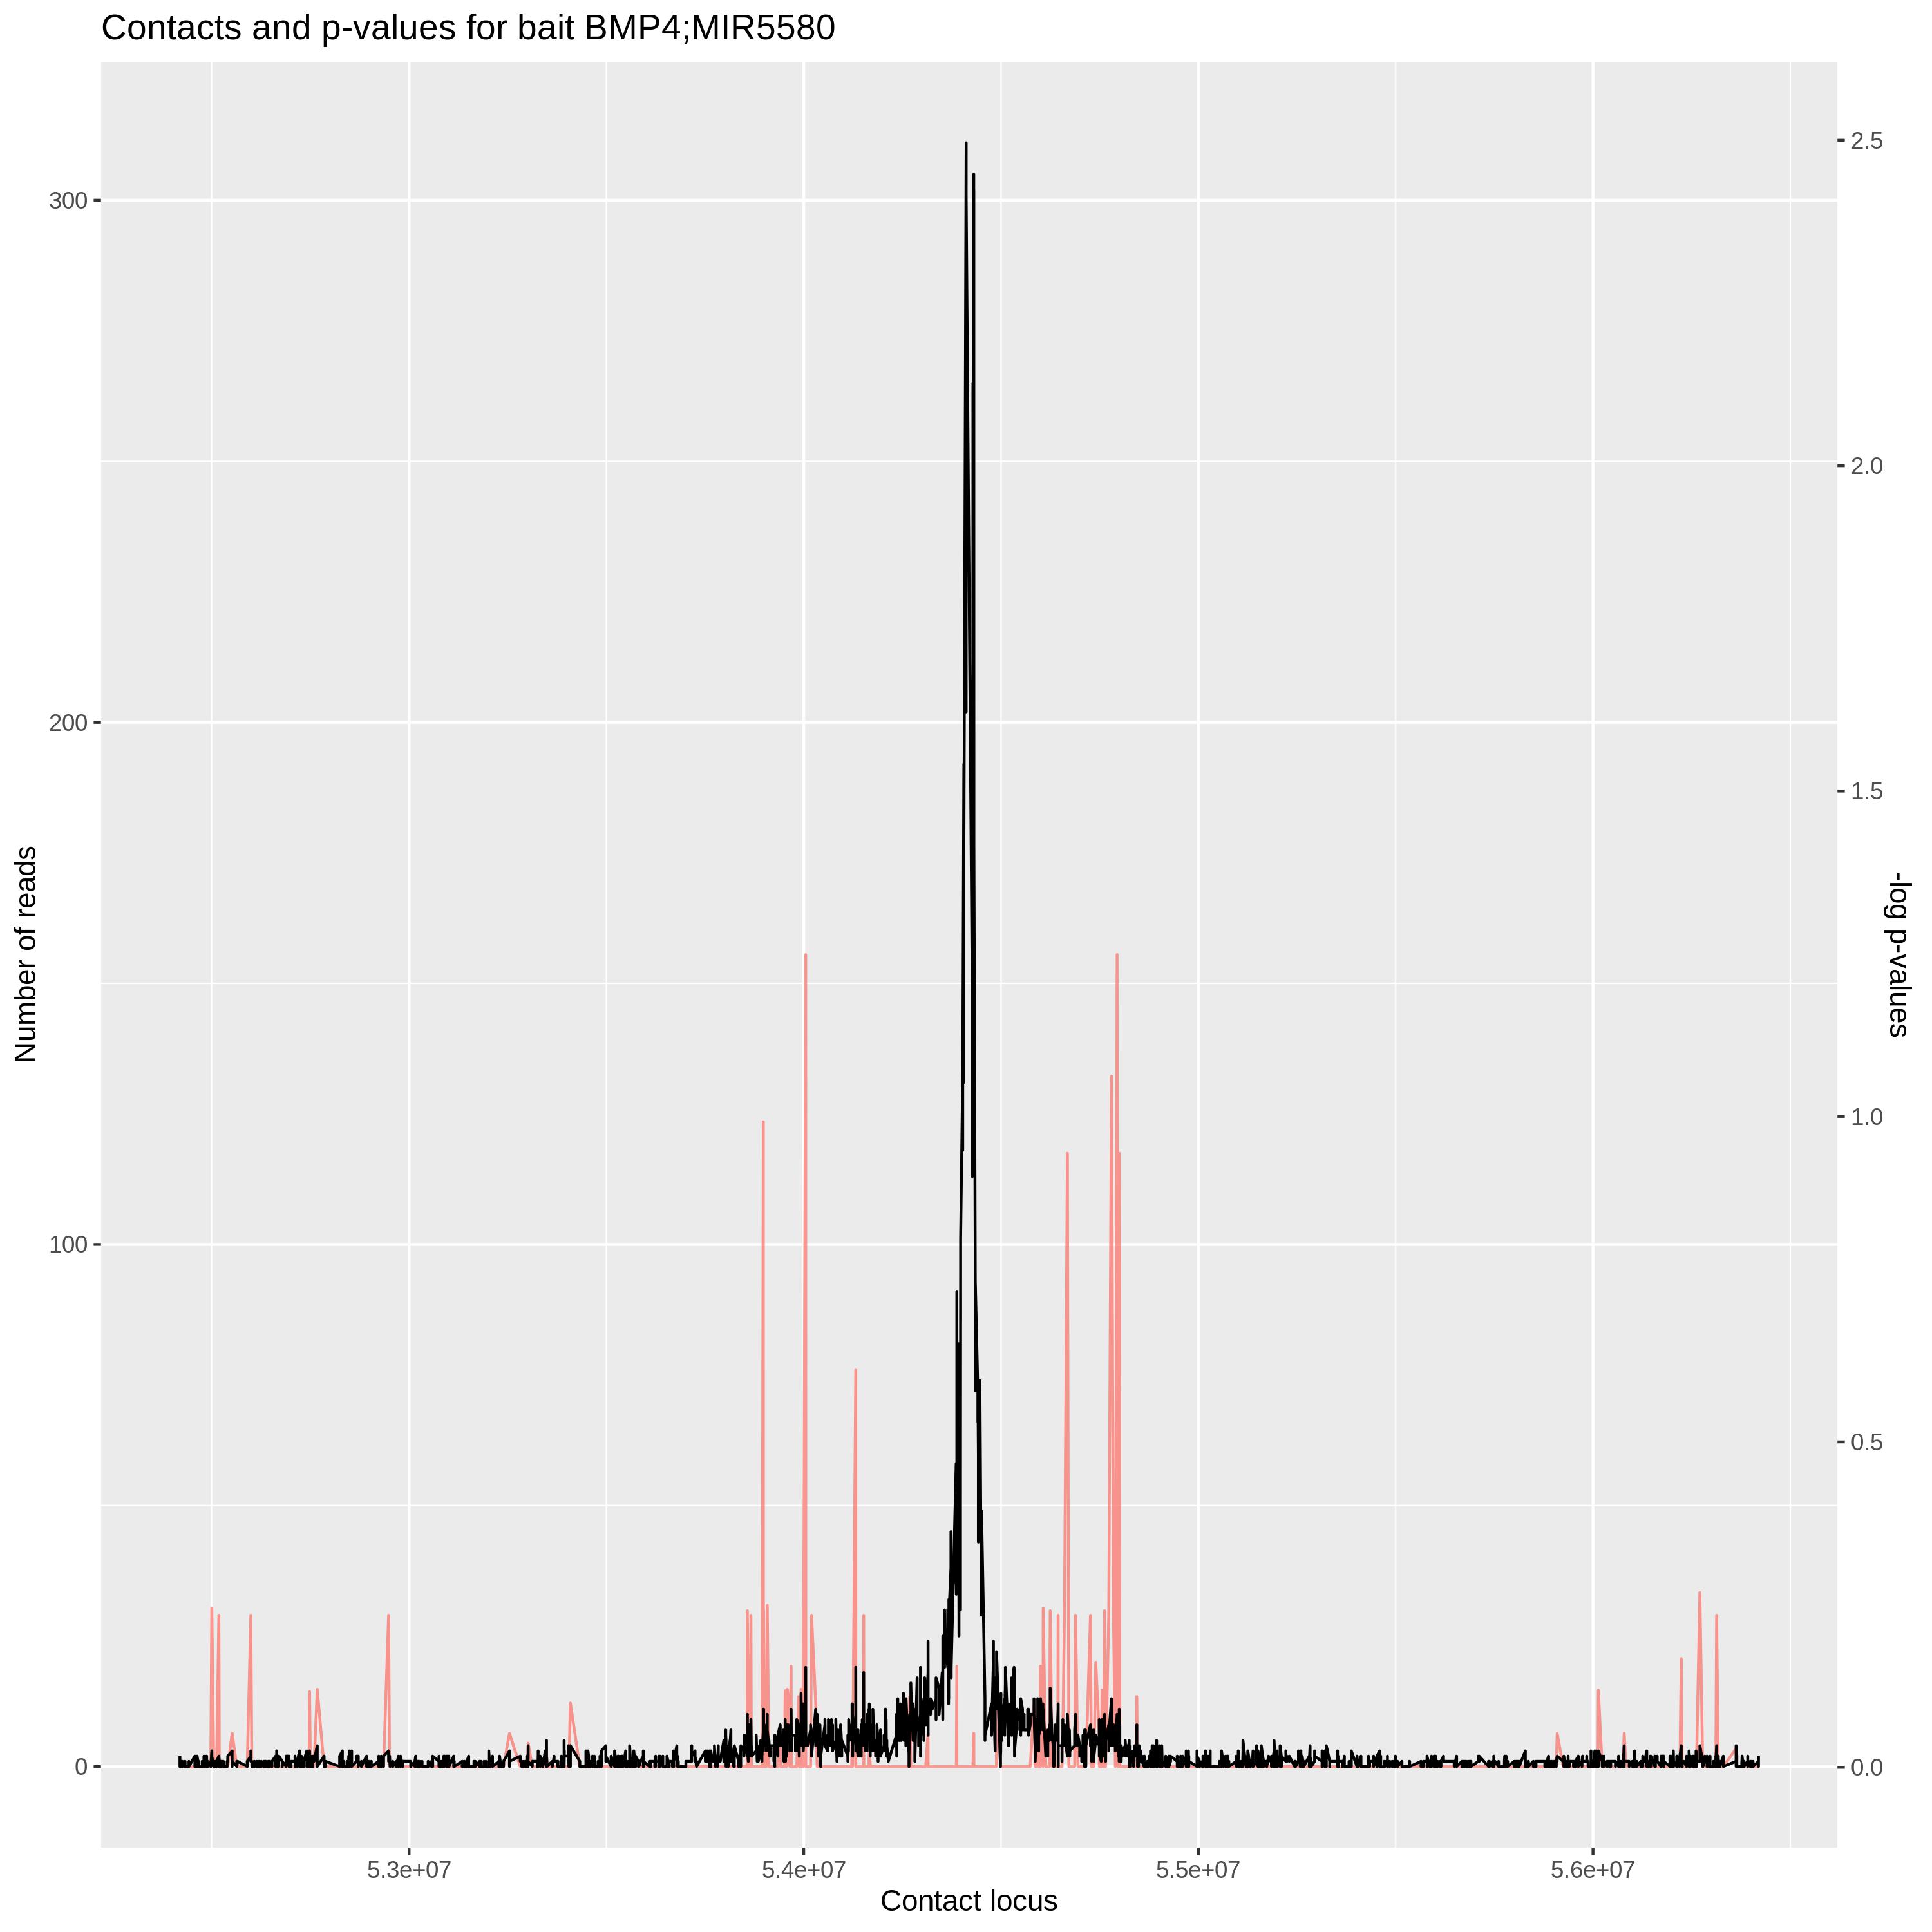 Contacts and p-values for bait BMP4;MIR5580
300
200
100
0
Number of reads
2.5
2.0
1.5
1.0
0.5
0.0
-log p-values
5.3e+07 5.4e+07 5.5e+07 5.6e+07
Contact locus